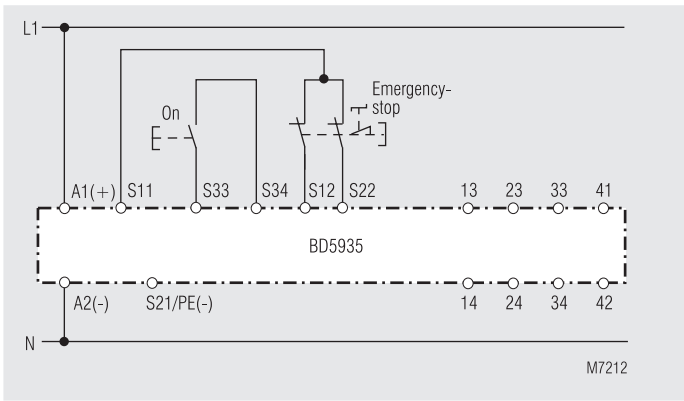 L1
Emergency-
stop
On
A1(+) S11 S33 S34 S12 S22 13 23 33 41
BD5935
A2(-) S21/PE(-) 14 24 34 42
N
M7212